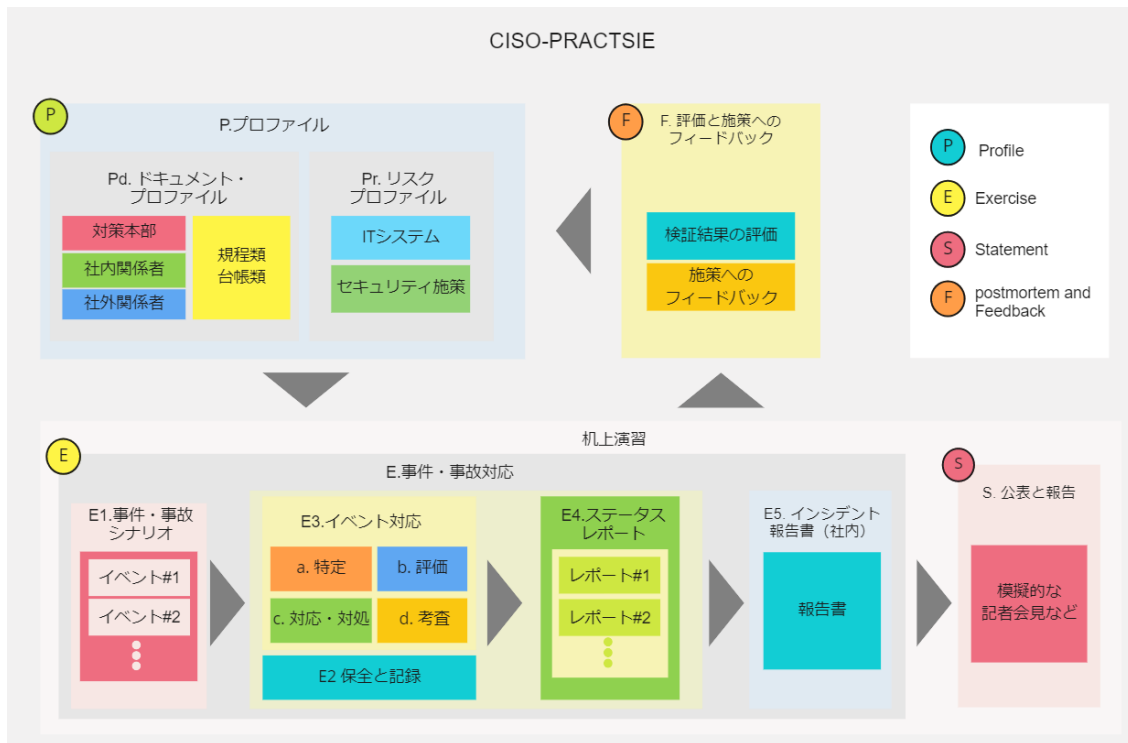 CISO-PRACTSIE
P
P.プロファイル
Pd. ドキュメント・
プロファイル
対策本部
社内関係者
社外関係者
規程類
台帳類
Pr. リスク
プロファイル
ITシステム
セキュリティ施策
F
F. 評価と施策への
フィードバック
検証結果の評価
施策への
フィードバック
P
Profile
E
Exercise
S
Statement
F
postmortem and
Feedback
机上演習
E
E.事件・事故対応
E1.事件・事故
シナリオ
イベント#1
イベント#2
E3.イベント対応
a. 特定
b. 評価
c. 対応・対処
d. 考査
E2 保全と記録
E4.ステータス
レポート
レポート#1
レポート#2
E5. インシデント
報告書（社内）
報告書
S
S. 公表と報告
模擬的な
記者会見など